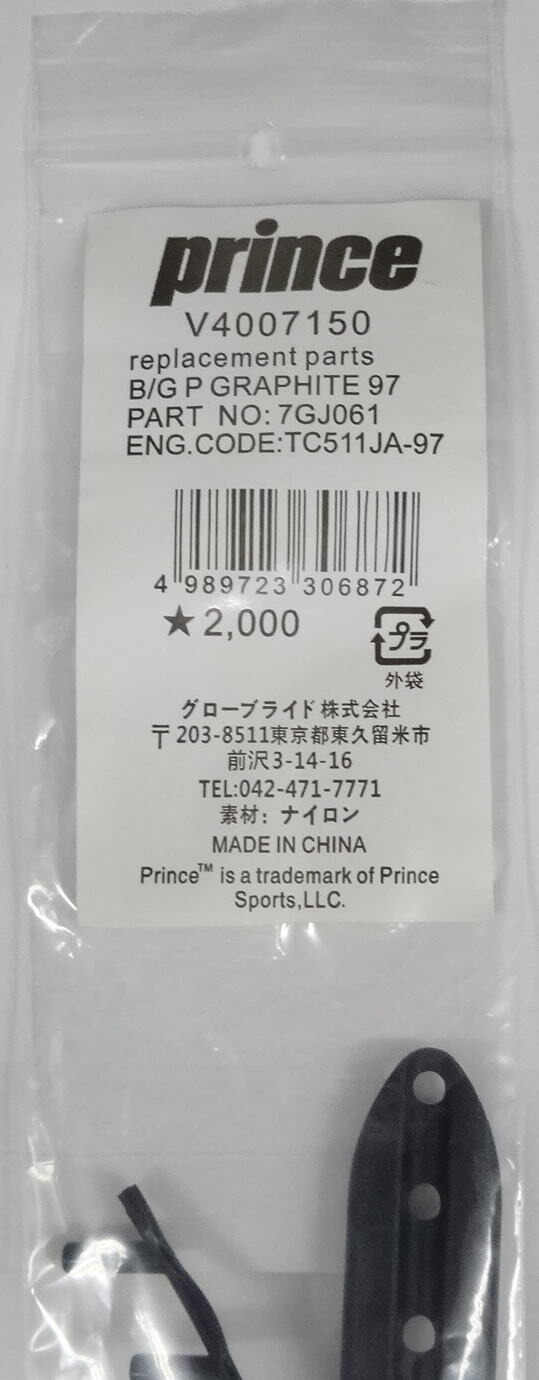 prince
V4007150
replacement parts
B/G P GRAPHITE 97
PART NO: 7GJ061
ENG.CODE:TC511JA-97
4 989723 306872
★2,000
プラ
外袋
グローブライド株式会社
〒203-8511東京都東久留米市
前沢3-14-16
TEL:042-471-7771
素材：ナイロン
MADE IN CHINA
Prince™ is a trademark of Prince
Sports,LLC.